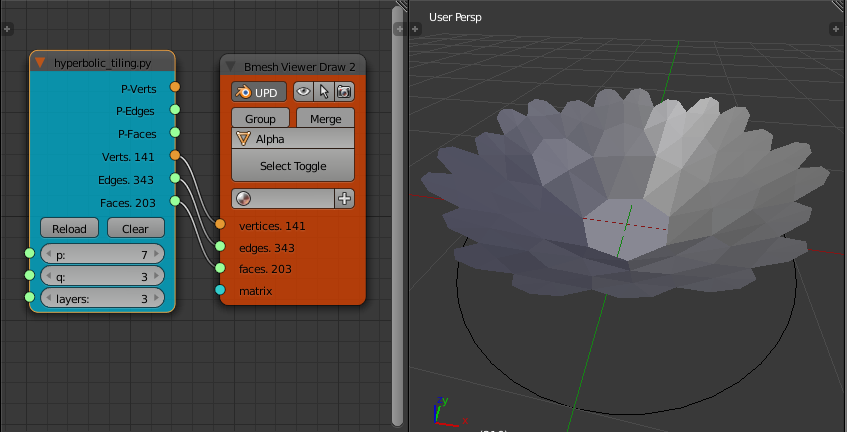 hyperbolic_tiling.py
P-Verts
P-Edges
P-Faces
Verts. 141
Edges. 343
Faces. 203
Reload Clear
p: 7
q: 3
layers: 3
Bmesh Viewer Draw 2
UPD
Group Merge
Alpha
Select Toggle
vertices. 141
edges. 343
faces. 203
matrix
User Persp
y
x